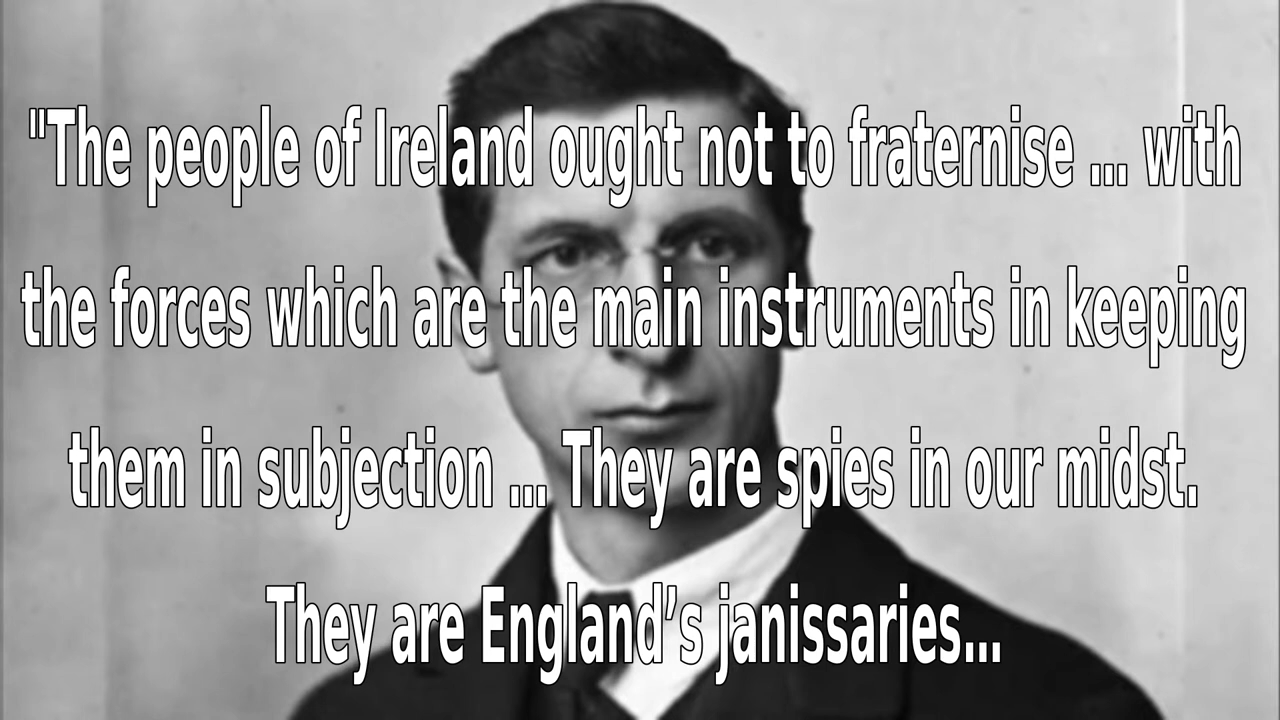 "The people of Ireland ought not to fraternise ... with
the forces which are the main instruments in keeping
them in subjection ... They are spies in our midst.
They are England’s janissaries...